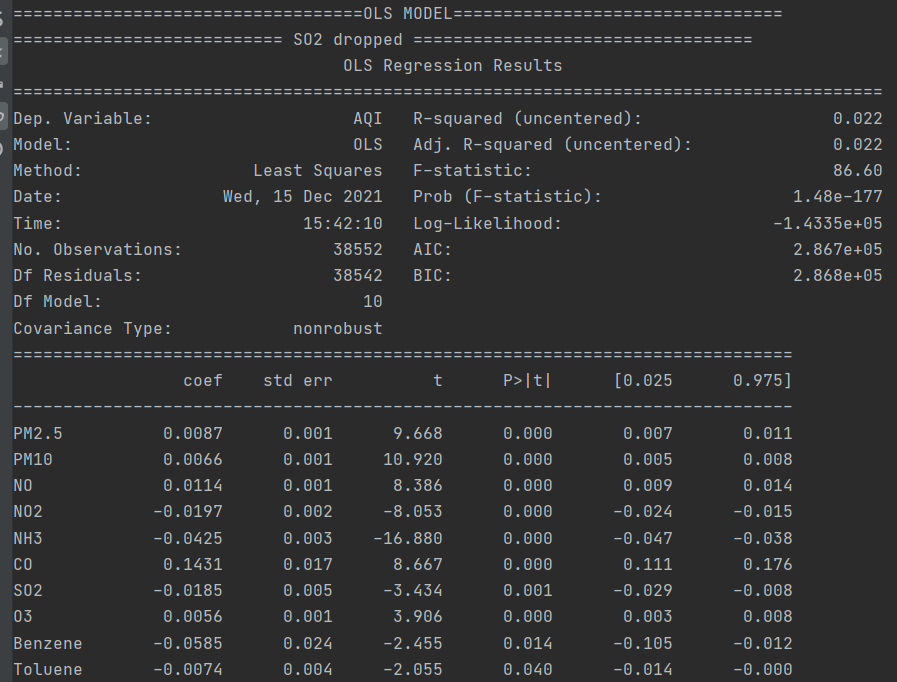 ===================================OLS MODEL=================================
=========================== SO2 dropped ==================================
OLS Regression Results
=======================================================================================
Dep. Variable: AQI R-squared (uncentered): 0.022
Model: OLS Adj. R-squared (uncentered): 0.022
Method: Least Squares F-statistic: 86.60
Date: Wed, 15 Dec 2021 Prob (F-statistic): 1.48e-177
Time: 15:42:10 Log-Likelihood: -1.4335e+05
No. Observations: 38552 AIC: 2.867e+05
Df Residuals: 38542 BIC: 2.868e+05
Df Model: 10
Covariance Type: nonrobust
==============================================================================
coef std err t P>|t| [0.025 0.975]
------------------------------------------------------------------------------
PM2.5 0.0087 0.001 9.668 0.000 0.007 0.011
PM10 0.0066 0.001 10.920 0.000 0.005 0.008
NO 0.0114 0.001 8.386 0.000 0.009 0.014
NO2 -0.0197 0.002 -8.053 0.000 -0.024 -0.015
NH3 -0.0425 0.003 -16.880 0.000 -0.047 -0.038
CO 0.1431 0.017 8.667 0.000 0.111 0.176
SO2 -0.0185 0.005 -3.434 0.001 -0.029 -0.008
O3 0.0056 0.001 3.906 0.000 0.003 0.008
Benzene -0.0585 0.024 -2.455 0.014 -0.105 -0.012
Toluene -0.0074 0.004 -2.055 0.040 -0.014 -0.000